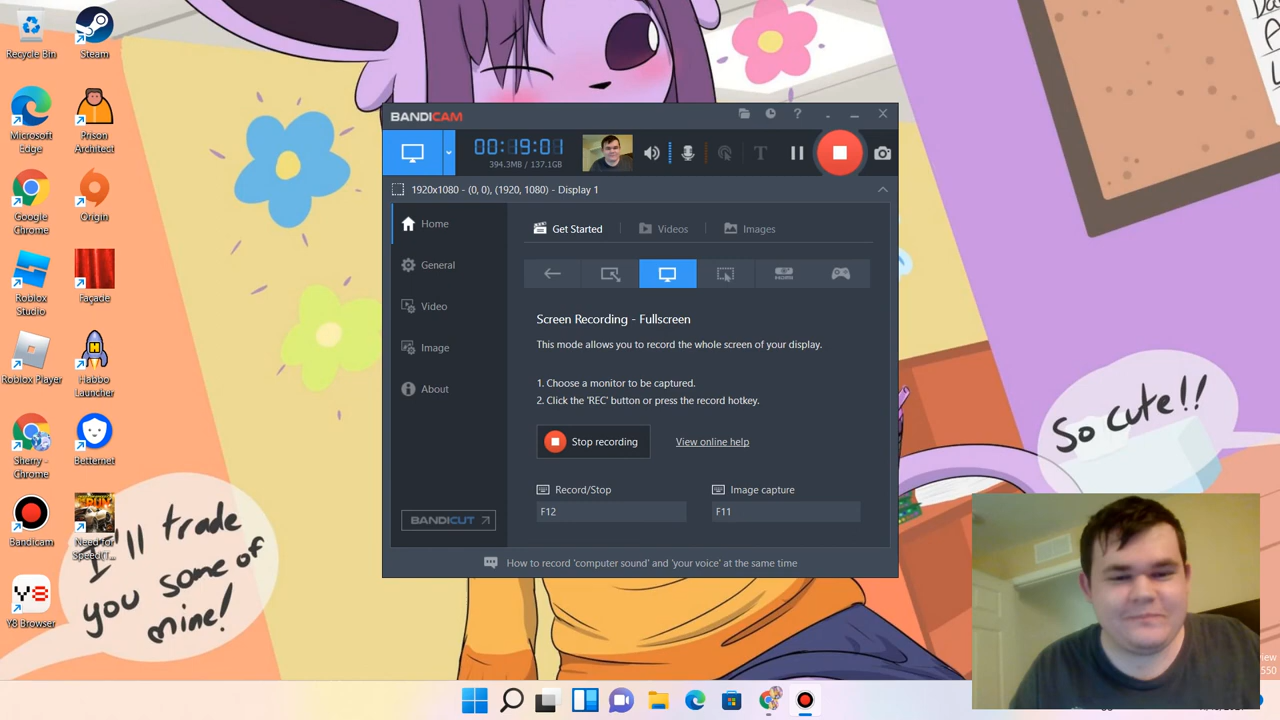 Recycle Bin
Steam
Microsoft
Edge
Prison
Architect
Google
Chrome
Origin
Roblox
Studio
Façade
Roblox Player
Habbo
Launcher
Sherry -
Chrome
Betternet
Bandicam
Need for
Speed(T...
Y8 Browser
BANDICAM
?
00:19:01
394.3MB / 137.1GB
T
1920x1080 - (0, 0), (1920, 1080) - Display 1
Home
General
Video
Image
About
BANDICUT
Get Started
Videos
Images
HDMI
Screen Recording - Fullscreen
This mode allows you to record the whole screen of your display.
1. Choose a monitor to be captured.
2. Click the 'REC' button or press the record hotkey.
Stop recording
View online help
Record/Stop
Image capture
F12
F11
How to record 'computer sound' and 'your voice' at the same time
I'll trade
you some of
mine!
So cute!!